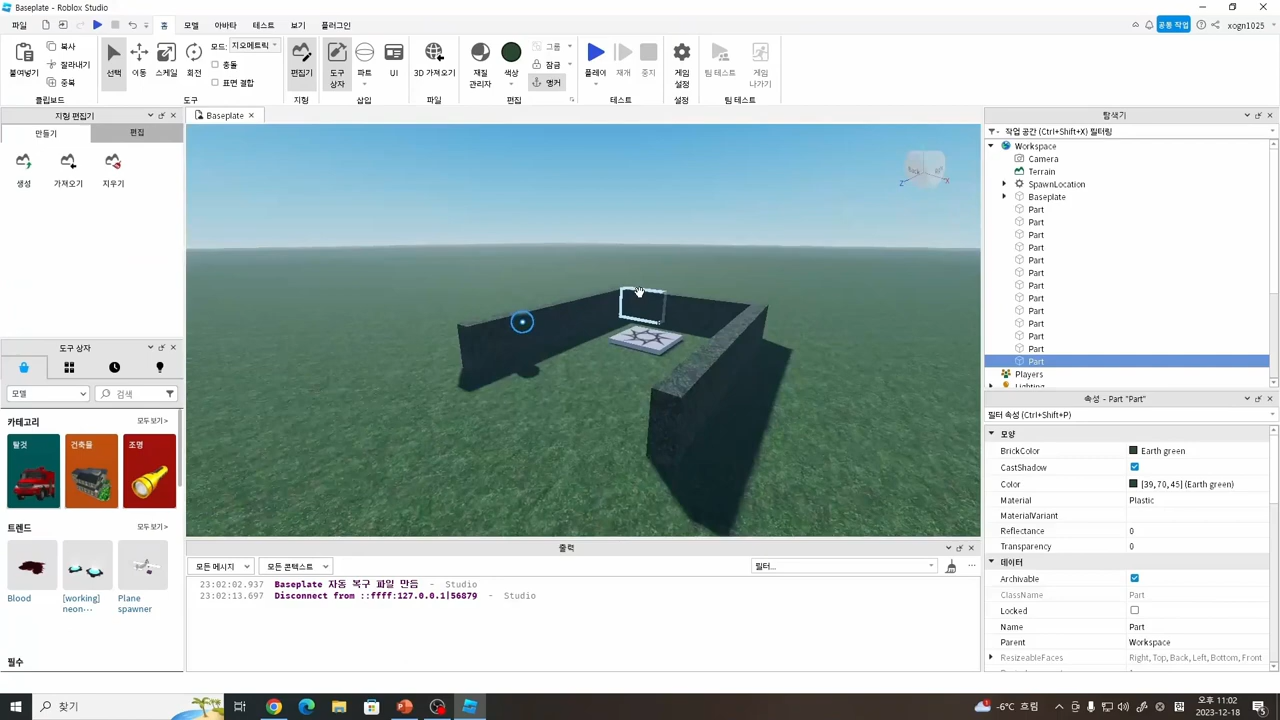 Baseplate - Roblox Studio
파일
홈
모델
아바타
테스트
보기
플러그인
공동 작업
xogn1025
붙여넣기
복사
잘라내기
중복
클립보드
선택
이동
스케일
회전
모드: 지오메트릭
충돌
표면 결합
도구
편집기
지형
도구 상자
파트
UI
삽입
3D 가져오기
파일
재질 관리자
색상
그룹
잠금
앵커
편집
플레이
재개
중지
테스트
게임 설정
설정
팀 테스트
게임 나가기
팀 테스트
지형 편집기
만들기
편집
생성
가져오기
지우기
도구 상자
모델
검색
카테고리
모두 보기 >
탈것
건축물
조명
트렌드
모두 보기 >
Blood
[working] neon…
Plane spawner
필수
Baseplate
Back
출력
모든 메시지
모든 콘텍스트
필터...
23:02:02.937 Baseplate 자동 복구 파일 만듦 - Studio
23:02:13.697 Disconnect from ::ffff:127.0.0.1|56879 - Studio
탐색기
작업 공간 (Ctrl+Shift+X) 필터링
Workspace
Camera
Terrain
SpawnLocation
Baseplate
Part
Part
Part
Part
Part
Part
Part
Part
Part
Part
Part
Part
Part
Players
Lighting
속성 - Part "Part"
필터 속성 (Ctrl+Shift+P)
모양
BrickColor Earth green
CastShadow
Color [39,70,45] (Earth green)
Material Plastic
MaterialVariant
Reflectance 0
Transparency 0
데이터
Archivable
ClassName Part
Locked
Name Part
Parent Workspace
ResizeableFaces Right, Top, Back, Left, Bottom, Front
찾기
-6°C 흐림
오후 11:02
2023-12-18